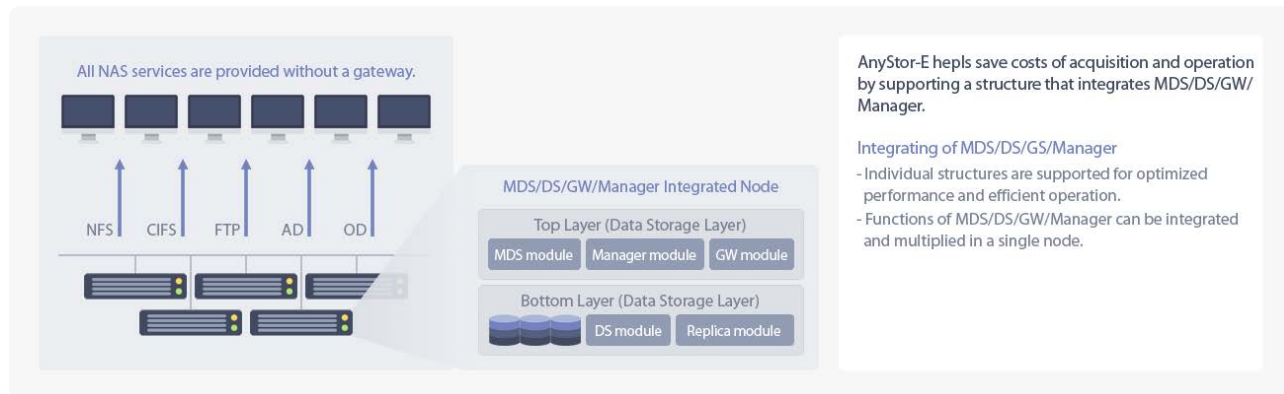 All NAS services are provided without a gateway.
NFS CIFS FTP AD OD
MDS/DS/GW/Manager Integrated Node
Top Layer (Data Storage Layer)
MDS module Manager module GW module
Bottom Layer (Data Storage Layer)
DS module Replica module
AnyStor-E hepls save costs of acquisition and operation
by supporting a structure that integrates MDS/DS/GW/
Manager.
Integrating of MDS/DS/GS/Manager
- Individual structures are supported for optimized
performance and efficient operation.
- Functions of MDS/DS/GW/Manager can be integrated
and multiplied in a single node.